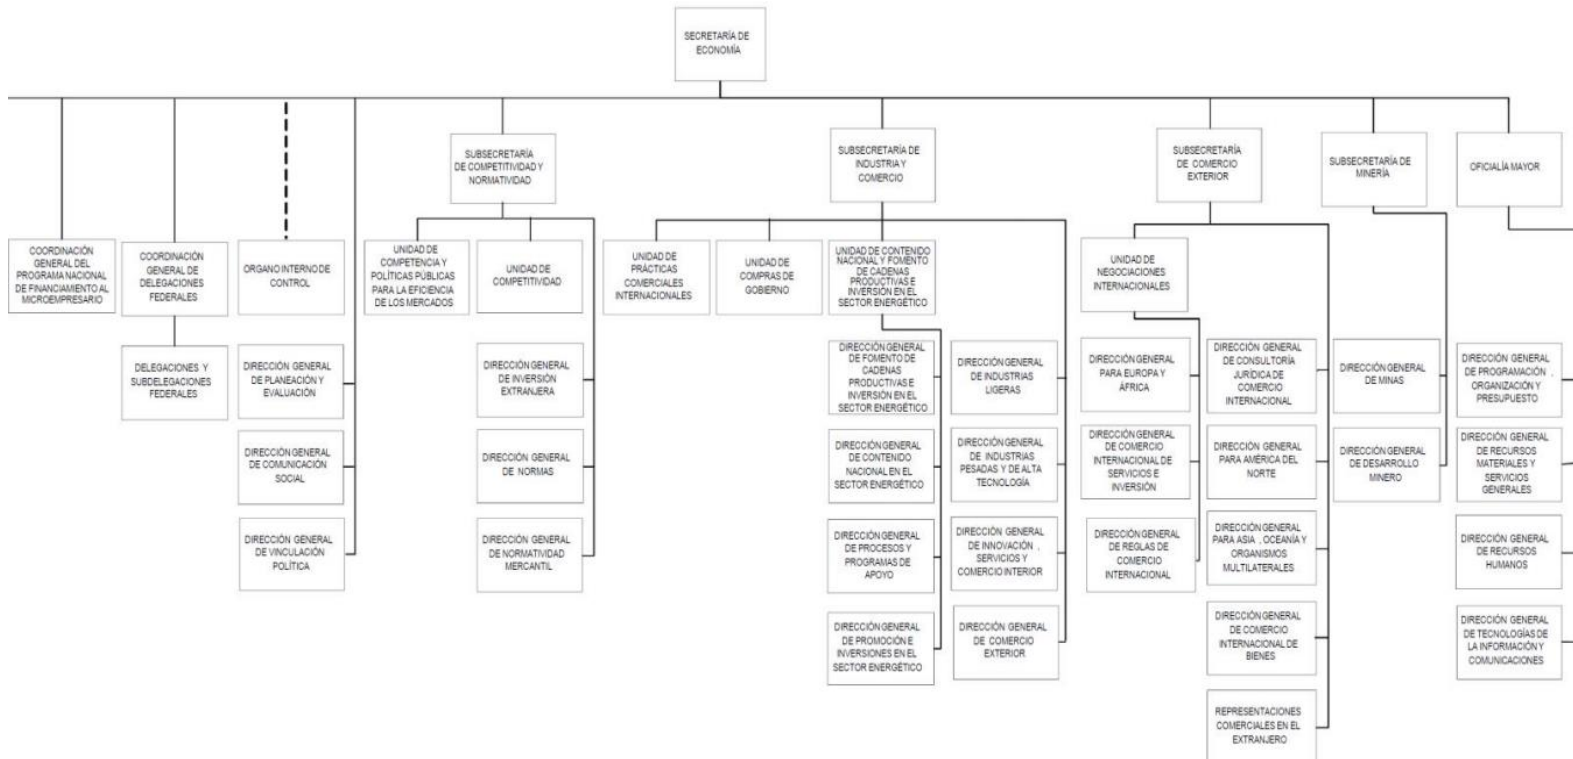 SECRETARÍA DE
ECONOMÍA
SUBSECRETARÍA
DE COMPETITIVIDAD Y
NORMATIVIDAD
SUBSECRETARÍA DE
INDUSTRIA Y
COMERCIO
SUBSECRETARÍA
DE COMERCIO
EXTERIOR
SUBSECRETARÍA DE
MINERÍA
OFICIALÍA MAYOR
COORDINACIÓN
GENERAL DEL
PROGRAMA NACIONAL
DE FINANCIAMIENTO AL
MICROEMPRESARIO
COORDINACIÓN
GENERAL DE
DELEGACIONES
FEDERALES
ORGANO INTERNO DE
CONTROL
UNIDAD DE
COMPETENCIA Y
POLÍTICAS PÚBLICAS
PARA LA EFICIENCIA
DE LOS MERCADOS
UNIDAD DE
COMPETITIVIDAD
UNIDAD DE
PRÁCTICAS
COMERCIALES
INTERNACIONALES
UNIDAD DE
COMPRAS DE
GOBIERNO
UNIDAD DE CONTENIDO
NACIONAL Y FOMENTO
DE CADENAS
PRODUCTIVAS E
INVERSIÓN EN EL
SECTOR ENERGÉTICO
UNIDAD DE
NEGOCIACIONES
INTERNACIONALES
DELEGACIONES Y
SUBDELEGACIONES
FEDERALES
DIRECCIÓN GENERAL
DE PLANEACIÓN Y
EVALUACIÓN
DIRECCIÓN GENERAL
DE INVERSIÓN
EXTRANJERA
DIRECCIÓN GENERAL
DE FOMENTO DE
CADENAS
PRODUCTIVAS E
INVERSIÓN EN EL
SECTOR ENERGÉTICO
DIRECCIÓN GENERAL
DE INDUSTRIAS
LIGERAS
DIRECCIÓN GENERAL
PARA EUROPA Y
ÁFRICA
DIRECCIÓN GENERAL
DE CONSULTORÍA
JURÍDICA DE
COMERCIO
INTERNACIONAL
DIRECCIÓN GENERAL
DE MINAS
DIRECCIÓN GENERAL
DE PROGRAMACIÓN ,
ORGANIZACIÓN Y
PRESUPUESTO
DIRECCIÓN GENERAL
DE COMUNICACIÓN
SOCIAL
DIRECCIÓN GENERAL
DE NORMAS
DIRECCIÓN GENERAL
DE CONTENIDO
NACIONAL EN EL
SECTOR ENERGÉTICO
DIRECCIÓN GENERAL
DE INDUSTRIAS
PESADAS Y DE ALTA
TECNOLOGÍA
DIRECCIÓN GENERAL
DE COMERCIO
INTERNACIONAL DE
SERVICIOS E
INVERSIÓN
DIRECCIÓN GENERAL
PARA AMÉRICA DEL
NORTE
DIRECCIÓN GENERAL
DE DESARROLLO
MINERO
DIRECCIÓN GENERAL
DE RECURSOS
MATERIALES Y
SERVICIOS
GENERALES
DIRECCIÓN GENERAL
DE VINCULACIÓN
POLÍTICA
DIRECCIÓN GENERAL
DE NORMATIVIDAD
MERCANTIL
DIRECCIÓN GENERAL
DE PROCESOS Y
PROGRAMAS DE
APOYO
DIRECCIÓN GENERAL
DE INNOVACIÓN ,
SERVICIOS Y
COMERCIO INTERIOR
DIRECCIÓN GENERAL
DE REGLAS DE
COMERCIO
INTERNACIONAL
DIRECCIÓN GENERAL
PARA ASIA , OCEANÍA Y
ORGANISMOS
MULTILATERALES
DIRECCIÓN GENERAL
DE RECURSOS
HUMANOS
DIRECCIÓN GENERAL
DE PROMOCIÓN E
INVERSIONES EN EL
SECTOR ENERGÉTICO
DIRECCIÓN GENERAL
DE COMERCIO
EXTERIOR
DIRECCIÓN GENERAL
DE COMERCIO
INTERNACIONAL DE
BIENES
DIRECCIÓN GENERAL
DE TECNOLOGÍAS DE
LA INFORMACIÓN Y
COMUNICACIONES
REPRESENTACIONES
COMERCIALES EN EL
EXTRANJERO